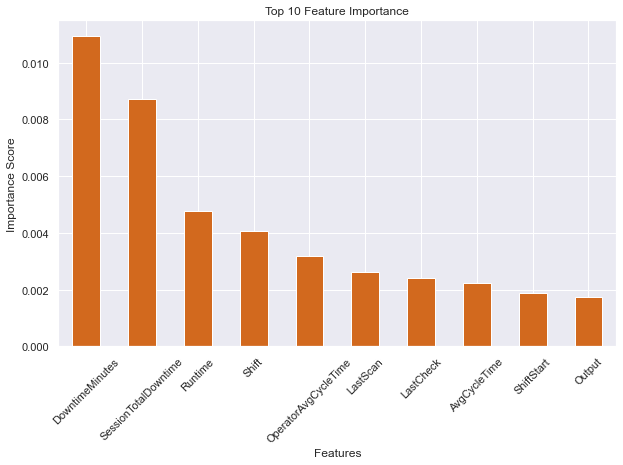 Top 10 Feature Importance
Importance Score
0.010
0.008
0.006
0.004
0.002
0.000
DowntimeMinutes
SessionTotalDowntime
Runtime
Shift
OperatorAvgCycleTime
LastScan
LastCheck
AvgCycleTime
ShiftStart
Output
Features